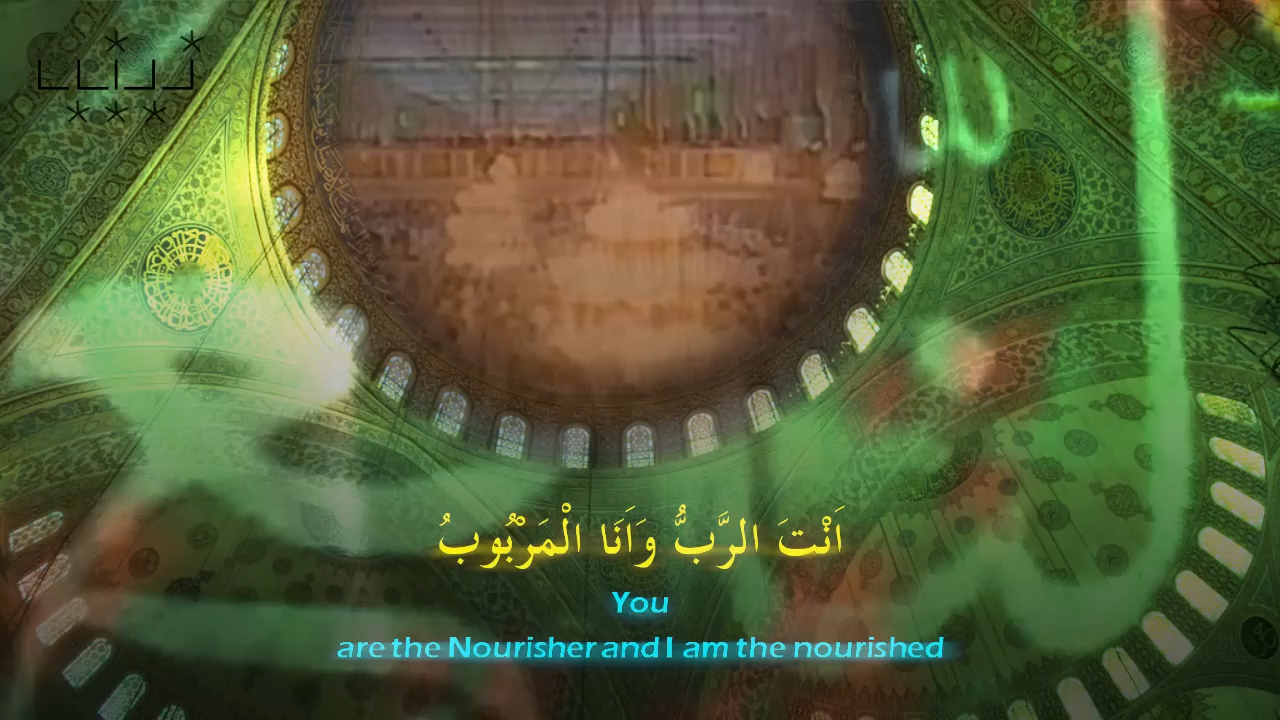 اَنْتَ الرَّبُّ وَاَنَا الْمَرْبُوبُ
You
are the Nourisher and I am the nourished